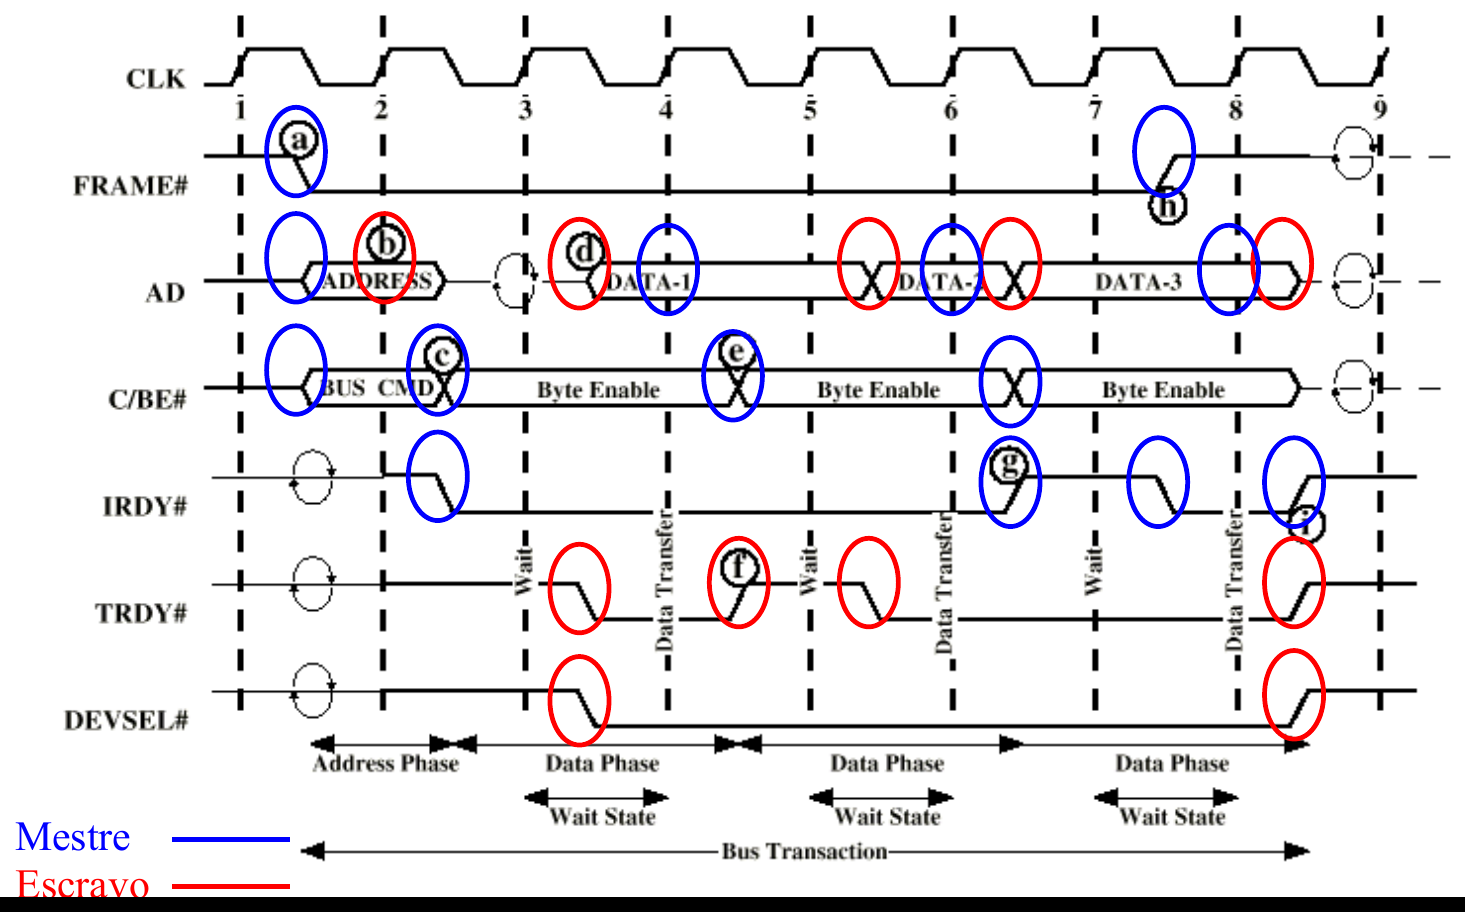 CLK
1 2 3 4 5 6 7 8 9
a
FRAME#
h
b
d
AD
ADDRESS DATA-1 DATA-2 DATA-3
c
e
C/BE#
BUS CMD Byte Enable Byte Enable Byte Enable
g
IRDY#
i
Wait
Data Transfer
Wait
Data Transfer
Wait
Data Transfer
f
TRDY#
DEVSEL#
Address Phase Data Phase Data Phase Data Phase
Wait State Wait State Wait State
Mestre
Bus Transaction
Escravo